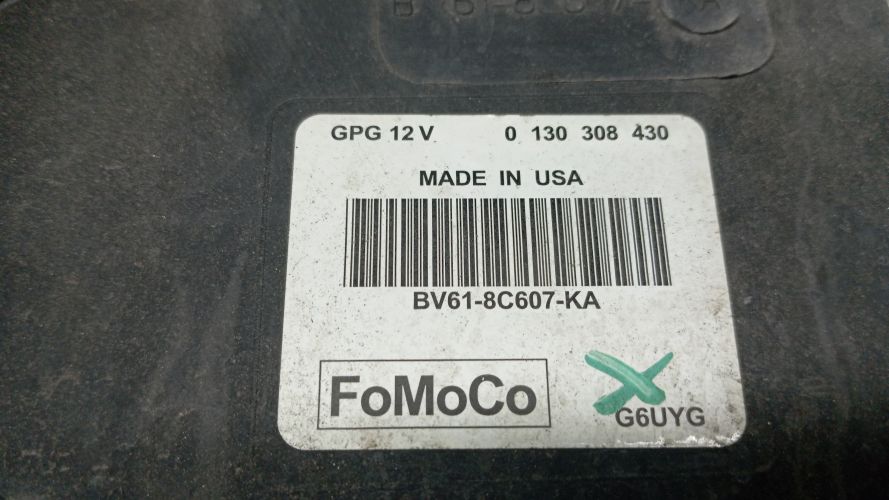 GPG 12 V 0 130 308 430
MADE IN USA
BV61-8C607-KA
FoMoCo
G6UYG